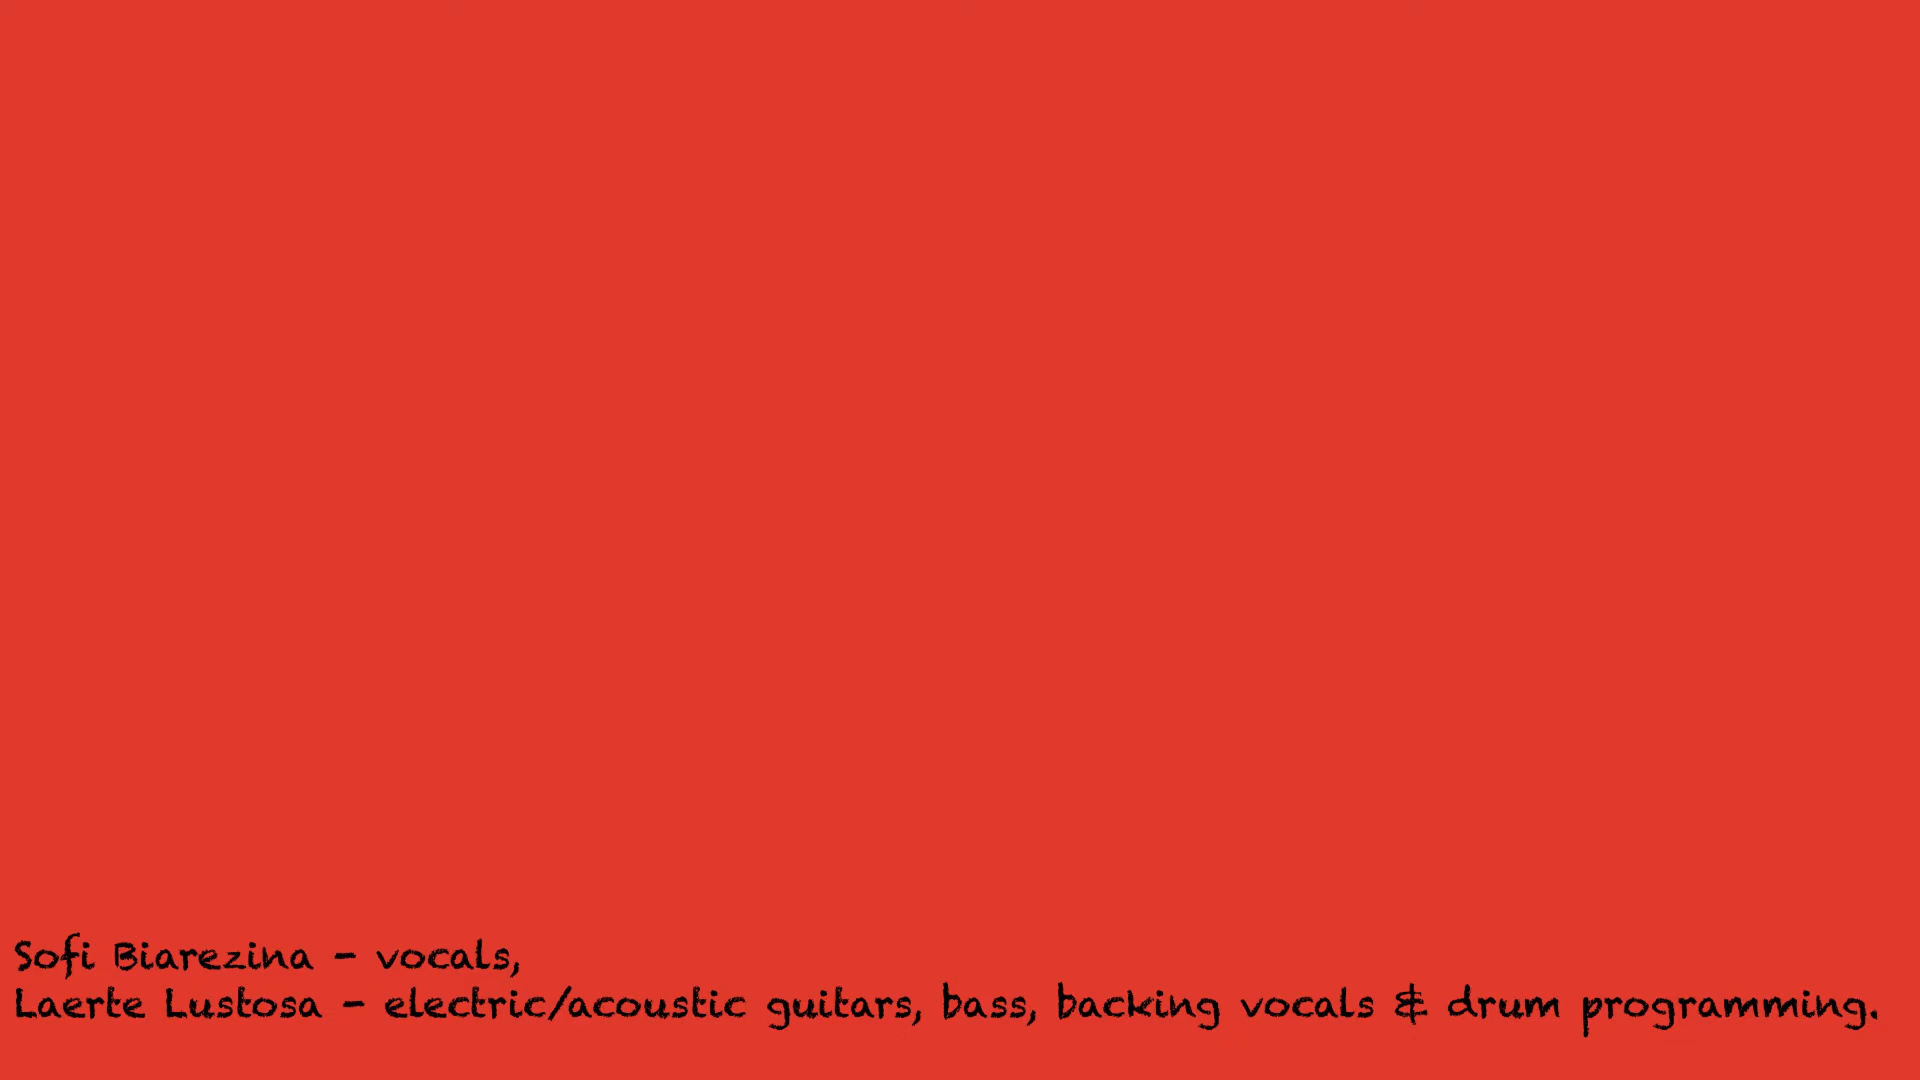 Sofi Biarezina - vocals,
Laerte Lustosa - electric/acoustic guitars, bass, backing vocals & drum programming.